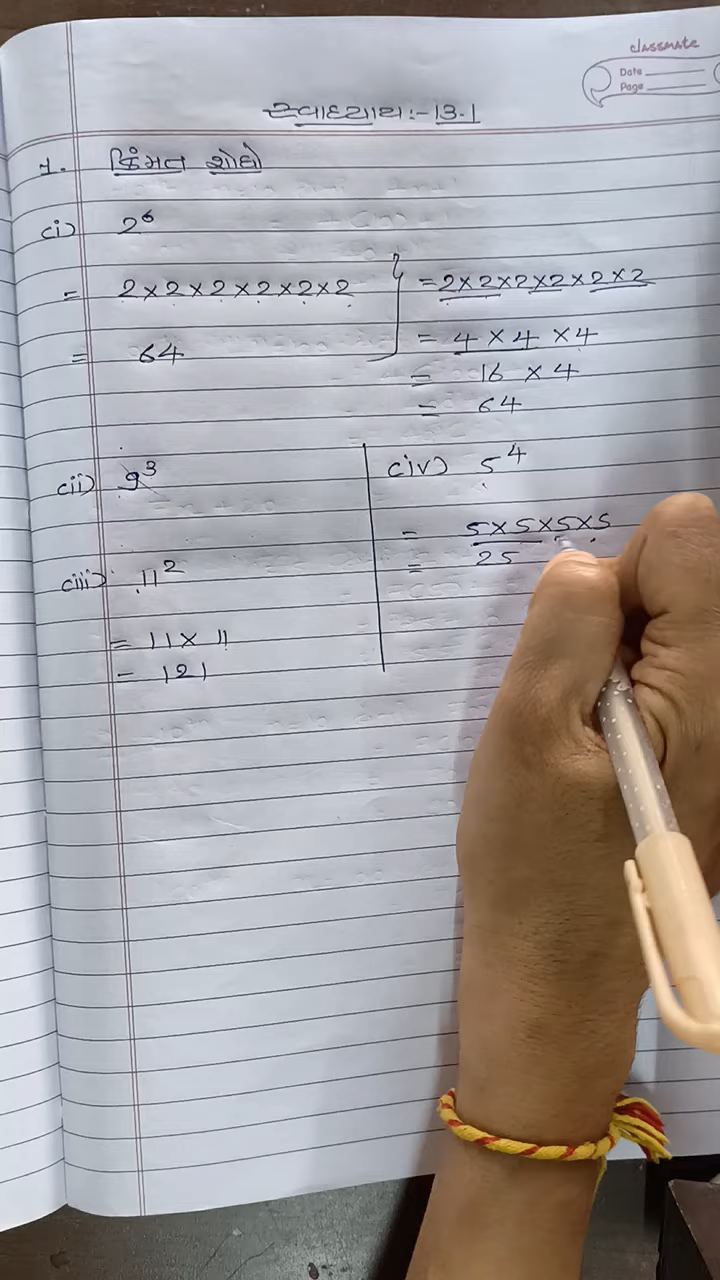 classmate
Date
Page
સ્વાધ્યાય:- 13.1
૧. કિંમત શોધો
(i) 2⁶
= 2×2×2×2×2×2
= 64
= 2×2×2×2×2×2
= 4 × 4 × 4
= 16 × 4
= 64
(ii) 9³
(iii) 11²
= 11 × 11
- 121
(iv) 5⁴
= 5×5×5×5
= 25